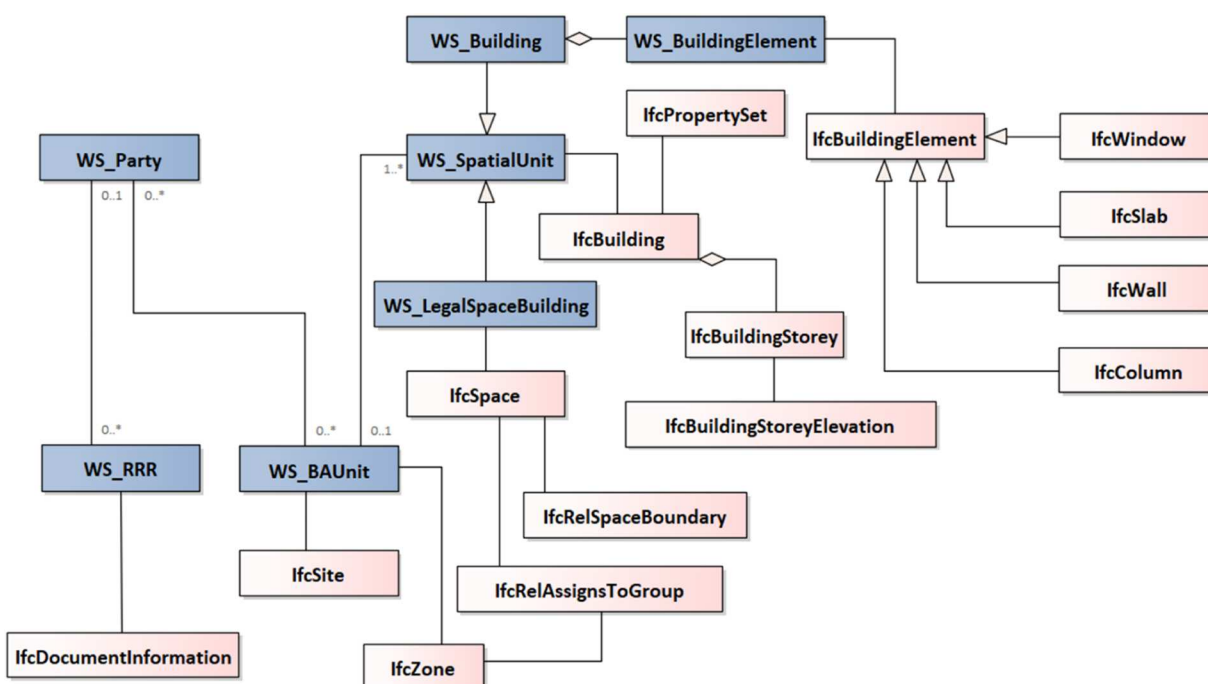 WS_Building
WS_BuildingElement
IfcPropertySet
IfcBuildingElement
IfcWindow
WS_Party
WS_SpatialUnit
1..*
0..1
0..*
IfcSlab
IfcBuilding
WS_LegalSpaceBuilding
IfcWall
IfcBuildingStorey
IfcColumn
IfcSpace
IfcBuildingStoreyElevation
0..*
0..*
0..1
WS_RRR
WS_BAUnit
IfcRelSpaceBoundary
IfcSite
IfcRelAssignsToGroup
IfcDocumentInformation
IfcZone